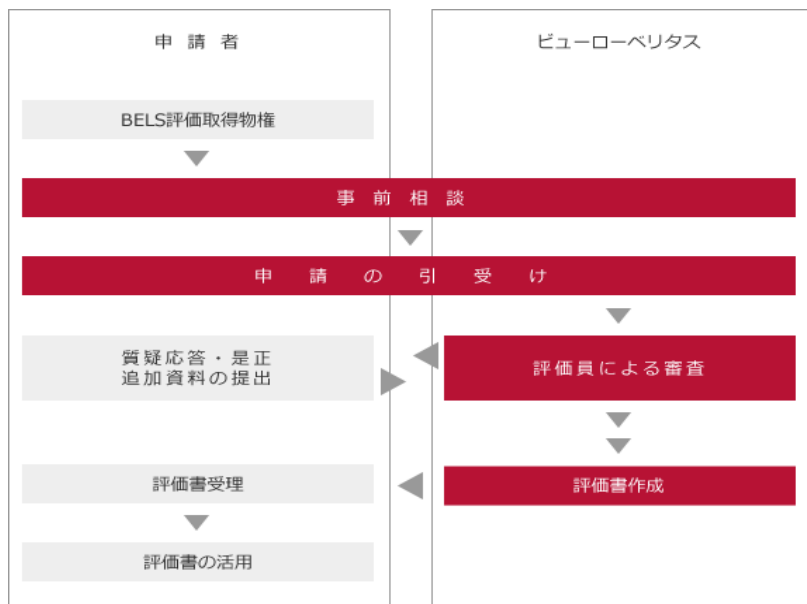 申請者
ビューローベリタス
BELS評価取得物権
事前相談
申請の引受け
質疑応答・是正
追加資料の提出
評価員による審査
評価書受理
評価書作成
評価書の活用